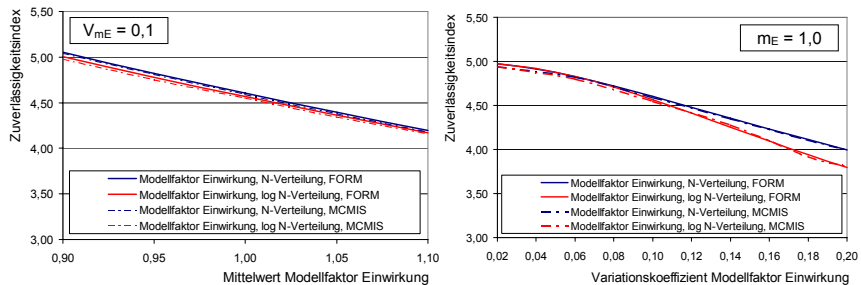 Zuverlässigkeitsindex
V_mE = 0,1
5,50
5,00
4,50
4,00
3,50
3,00
Modellfaktor Einwirkung, N-Verteilung, FORM
Modellfaktor Einwirkung, log N-Verteilung, FORM
Modellfaktor Einwirkung, N-Verteilung, MCMIS
Modellfaktor Einwirkung, log N-Verteilung, MCMIS
0,90 0,95 1,00 1,05 1,10
Mittelwert Modellfaktor Einwirkung
Zuverlässigkeitsindex
m_E = 1,0
5,50
5,00
4,50
4,00
3,50
3,00
Modellfaktor Einwirkung, N-Verteilung, FORM
Modellfaktor Einwirkung, log N-Verteilung, FORM
Modellfaktor Einwirkung, N-Verteilung, MCMIS
Modellfaktor Einwirkung, log N-Verteilung, MCMIS
0,02 0,04 0,06 0,08 0,10 0,12 0,14 0,16 0,18 0,20
Variationskoeffizient Modellfaktor Einwirkung